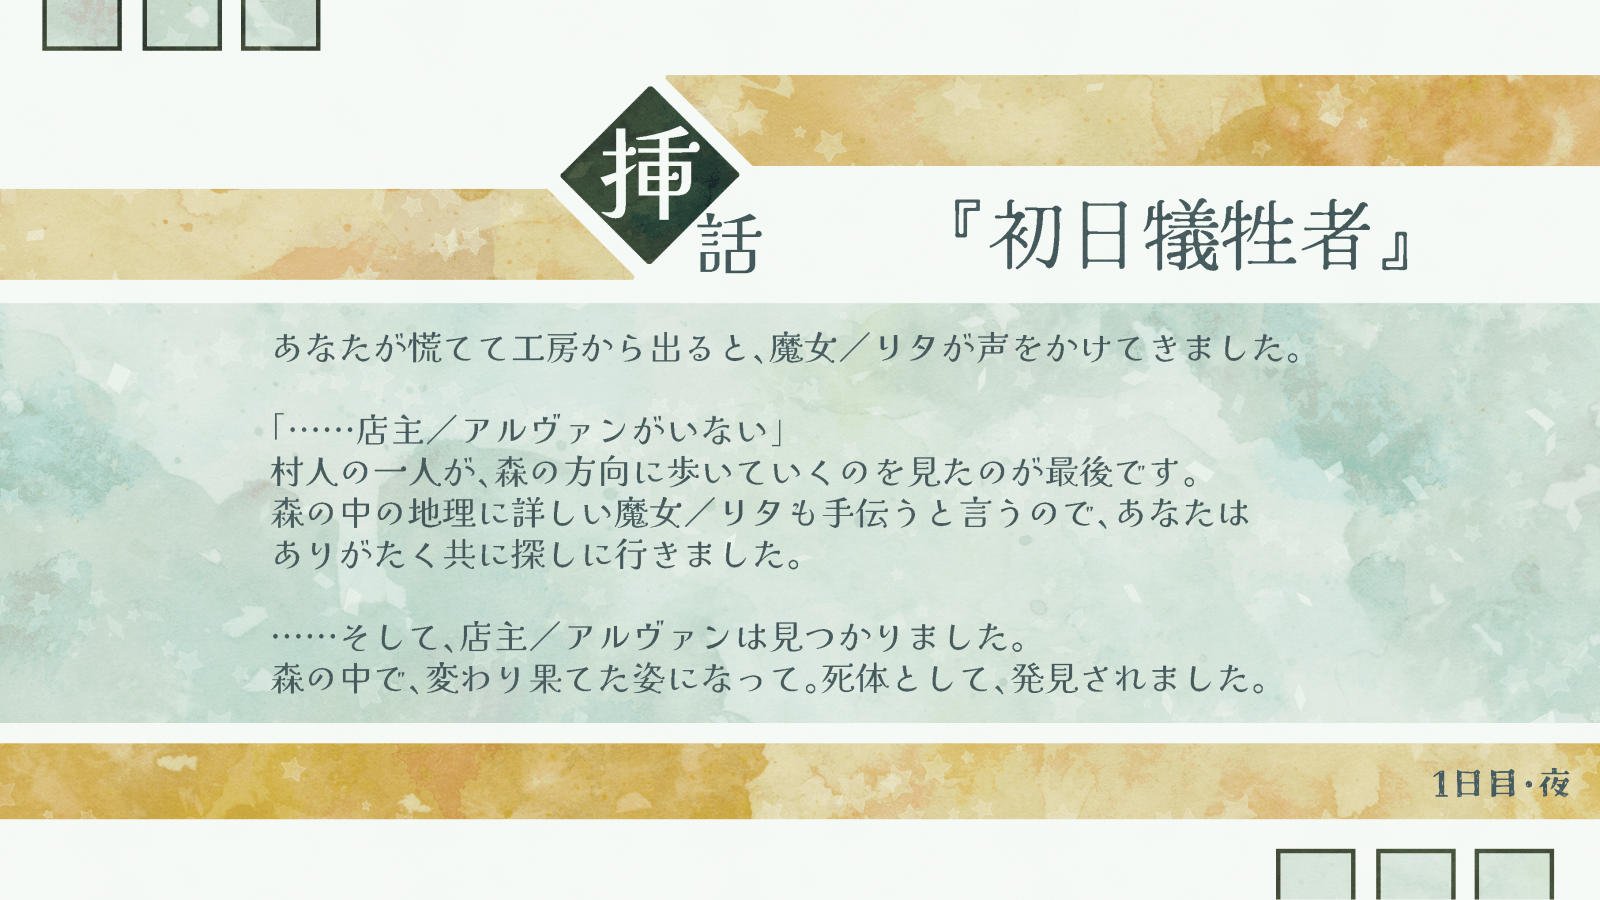 挿話
『初日犠牲者』
あなたが慌てて工房から出ると、魔女／リタが声をかけてきました。
「……店主／アルヴァンがいない」
村人の一人が、森の方向に歩いていくのを見たのが最後です。
森の中の地理に詳しい魔女／リタも手伝うと言うので、あなたは
ありがたく共に探しに行きました。
……そして、店主／アルヴァンは見つかりました。
森の中で、変わり果てた姿になって。死体として、発見されました。
1日目・夜